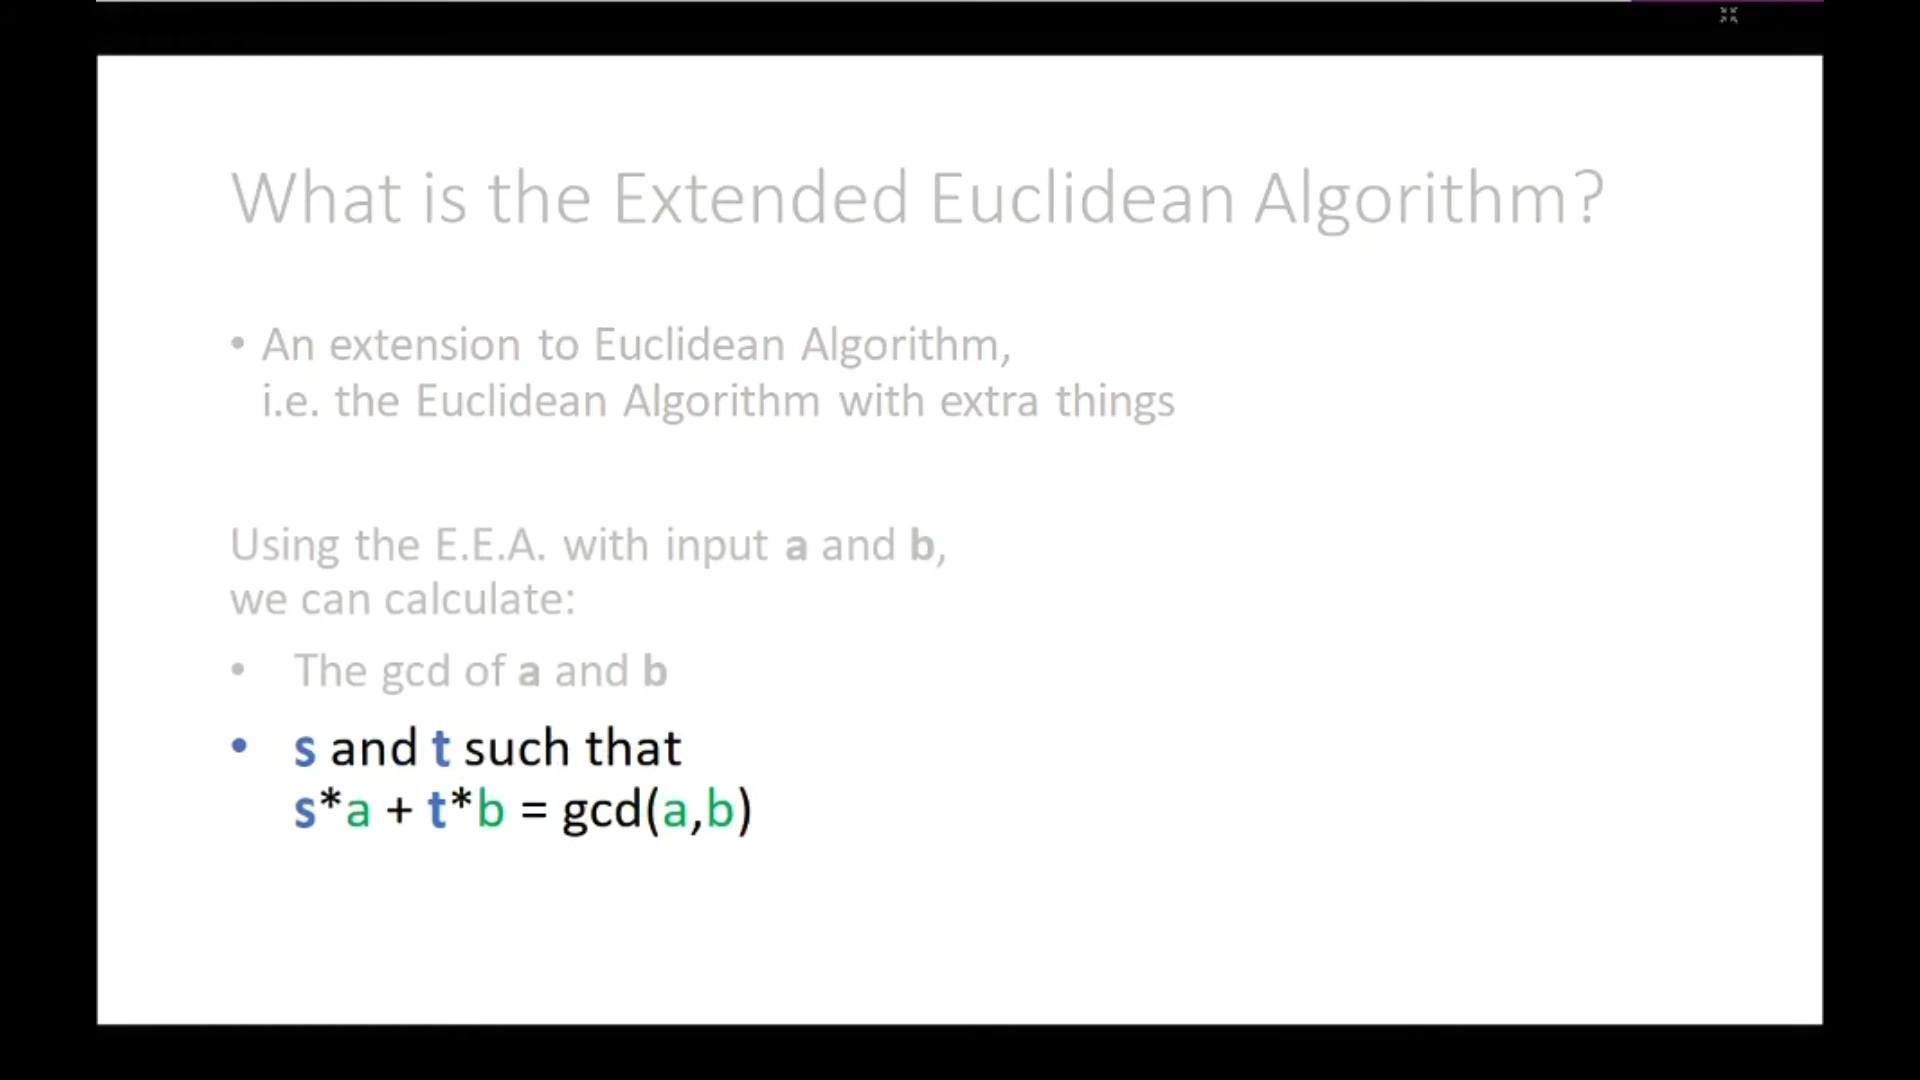 What is the Extended Euclidean Algorithm?
• An extension to Euclidean Algorithm,
i.e. the Euclidean Algorithm with extra things
Using the E.E.A. with input a and b,
we can calculate:
• The gcd of a and b
• s and t such that
s*a + t*b = gcd(a,b)